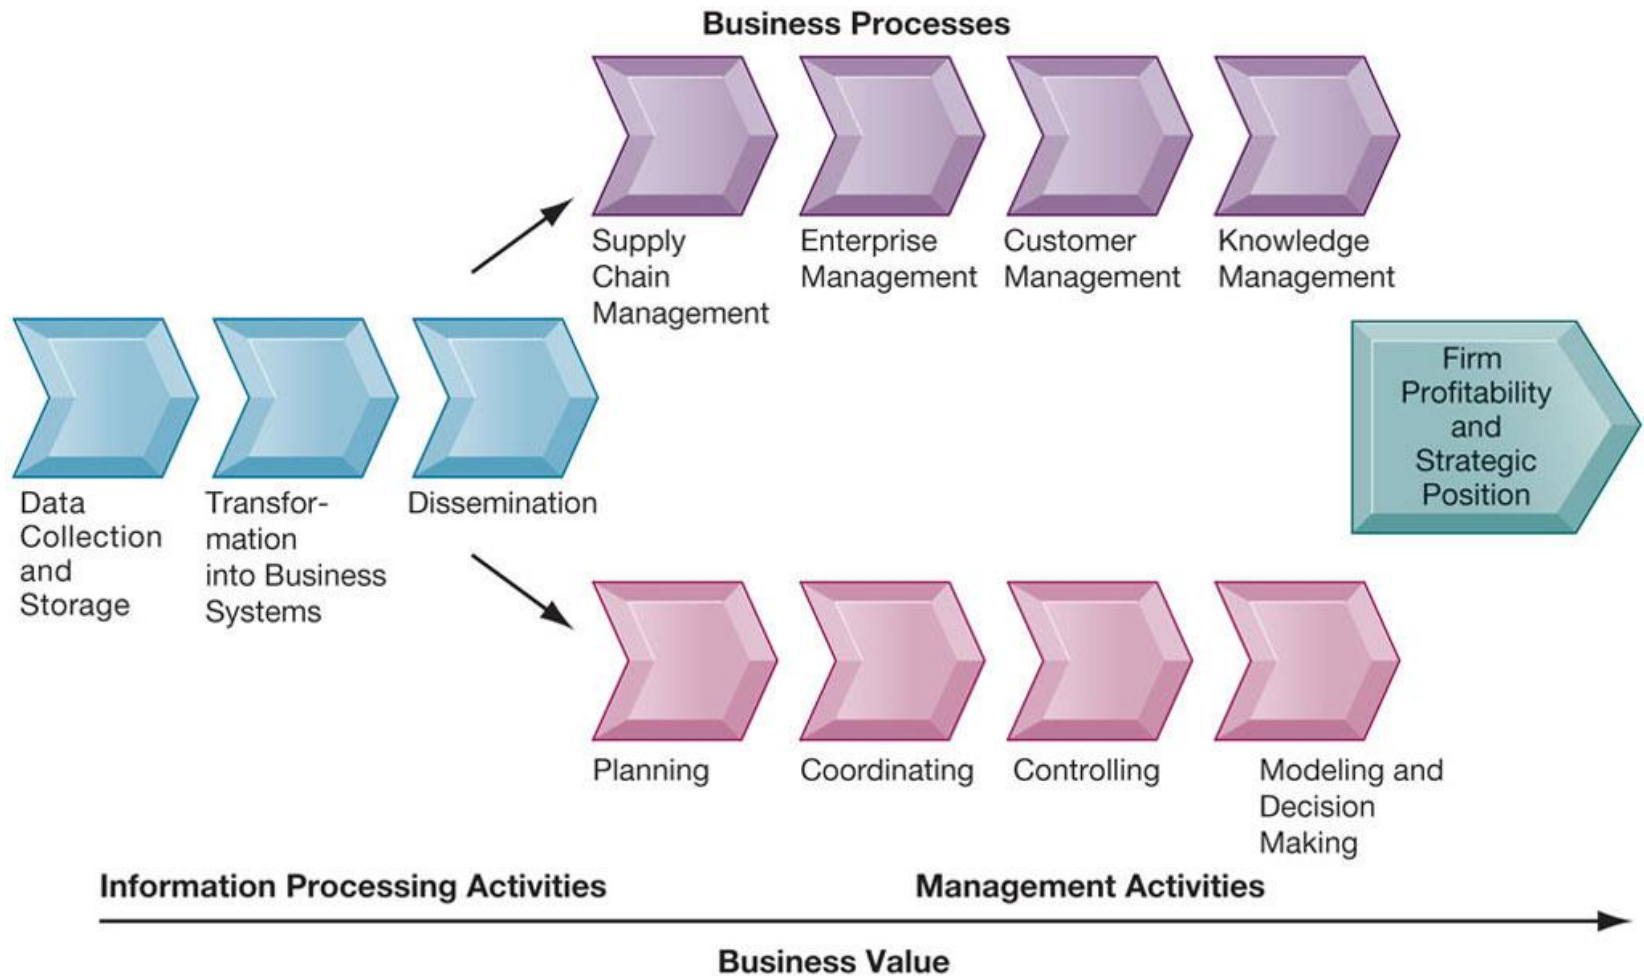 Business Processes
Supply
Chain
Management
Enterprise
Management
Customer
Management
Knowledge
Management
Data
Collection
and
Storage
Transfor-
mation
into Business
Systems
Dissemination
Firm
Profitability
and
Strategic
Position
Planning
Coordinating
Controlling
Modeling and
Decision
Making
Information Processing Activities
Management Activities
Business Value